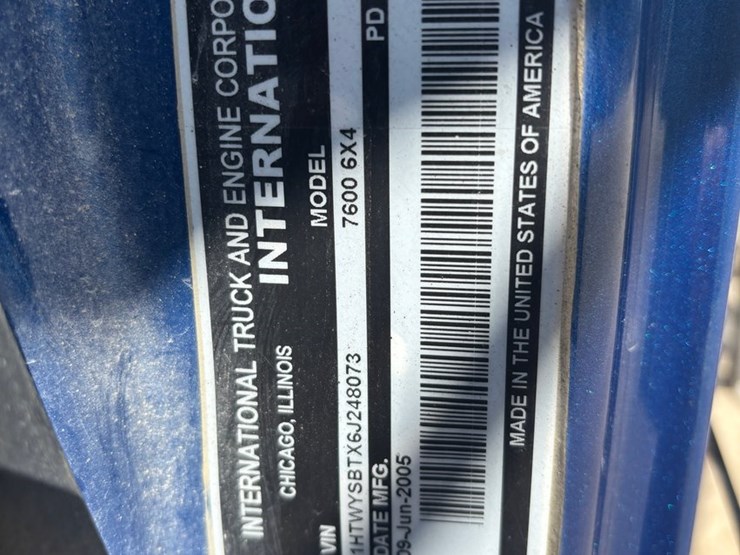 INTERNATIONAL TRUCK AND ENGINE CORPO
CHICAGO, ILLINOIS INTERNATIO
VIN MODEL
1HTWYSBTX6J248073 7600 6X4
DATE MFG. PD
09-Jun-2005
MADE IN THE UNITED STATES OF AMERICA